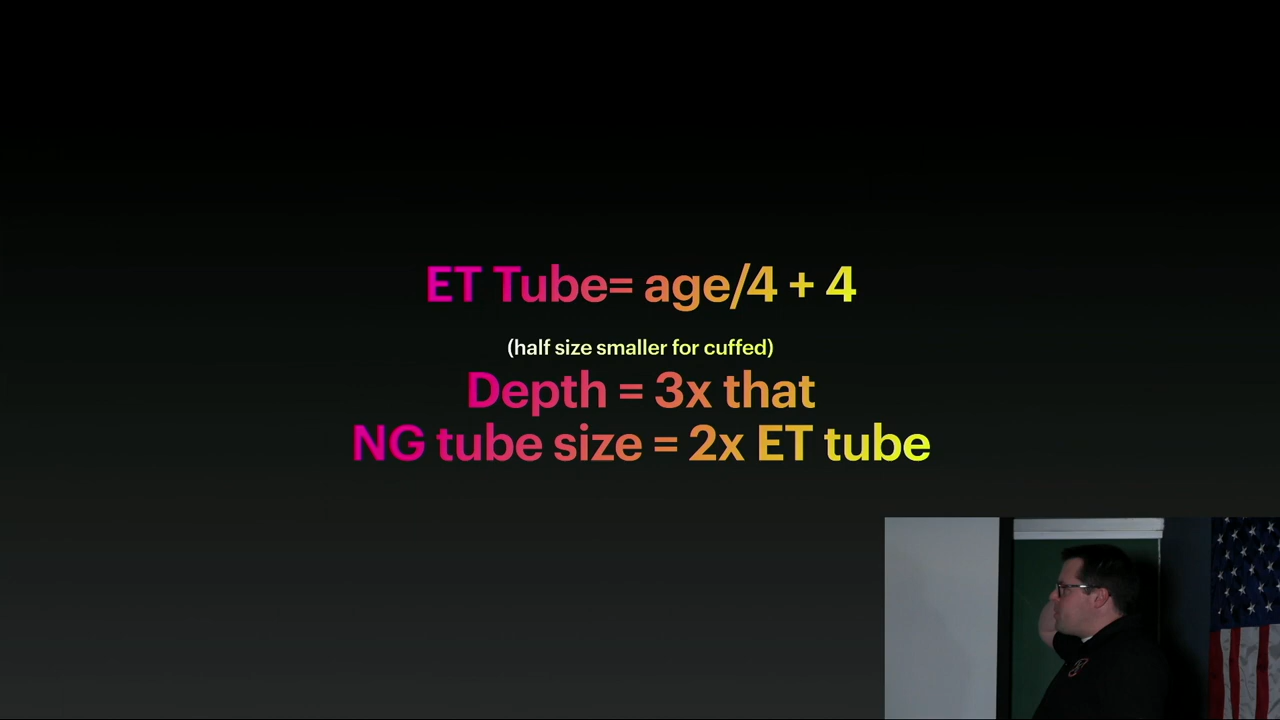 ET Tube= age/4 + 4
(half size smaller for cuffed)
Depth = 3x that
NG tube size = 2x ET tube